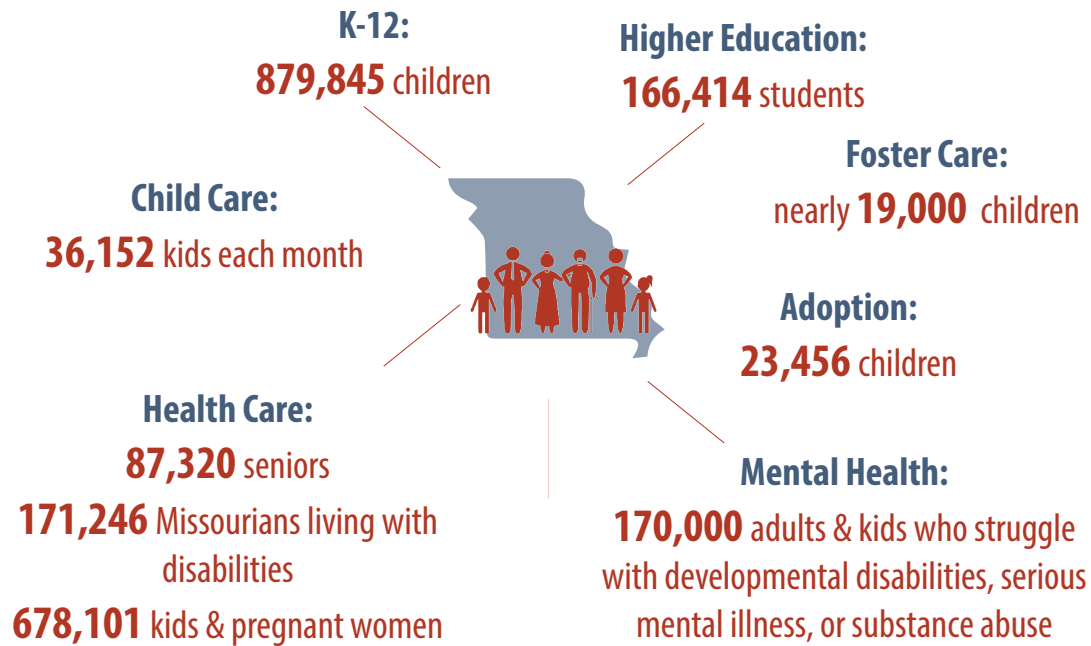 K-12:
879,845 children
Higher Education:
166,414 students
Foster Care:
nearly 19,000 children
Child Care:
36,152 kids each month
Adoption:
23,456 children
Health Care:
87,320 seniors
171,246 Missourians living with
disabilities
678,101 kids & pregnant women
Mental Health:
170,000 adults & kids who struggle
with developmental disabilities, serious
mental illness, or substance abuse